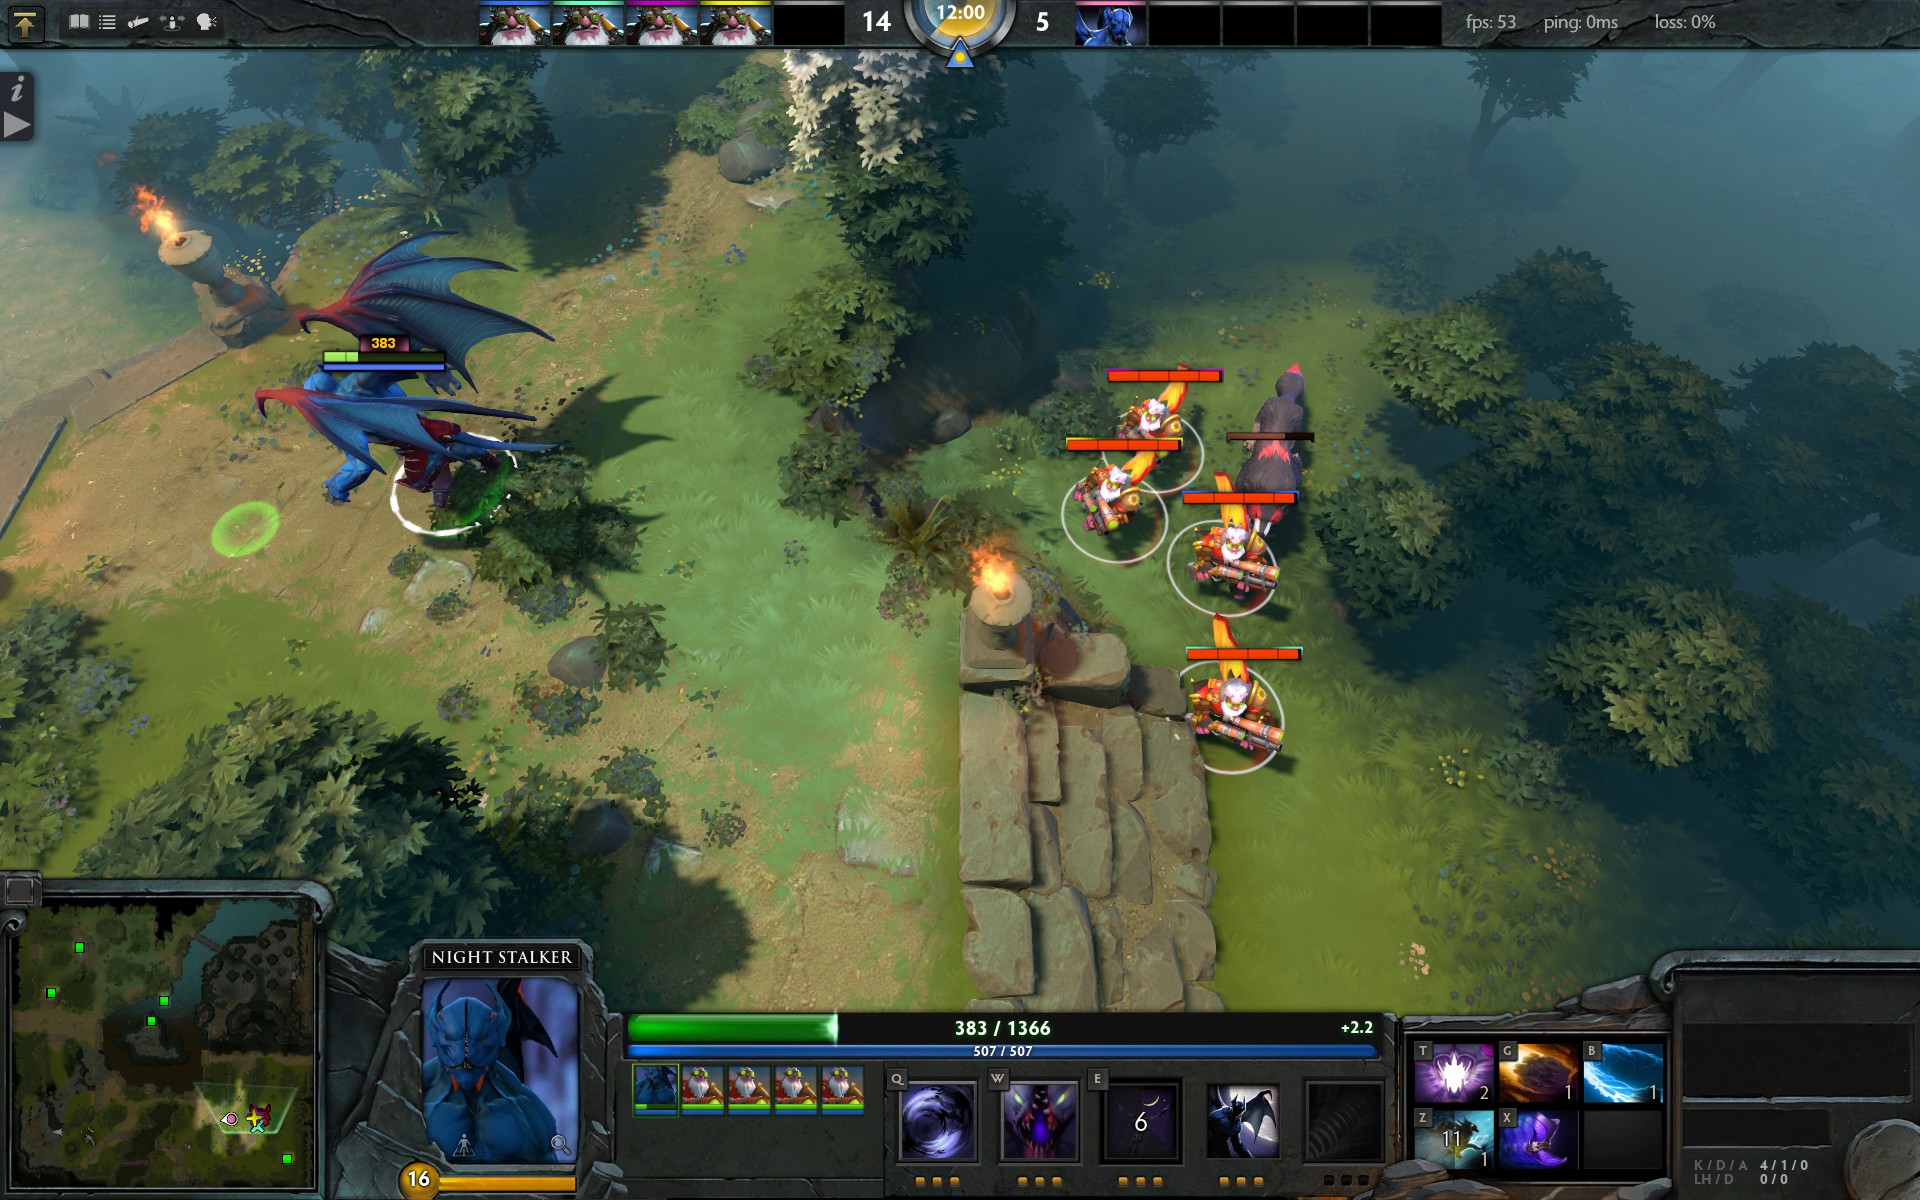 14
12:00
5
fps: 53 ping: 0ms loss: 0%
i
383
NIGHT STALKER
16
383 / 1366
+2.2
507 / 507
Q
W
E
6
T
2
G
1
B
1
Z
11
1
X
K / D / A 4 / 1 / 0
LH / D 0 / 0